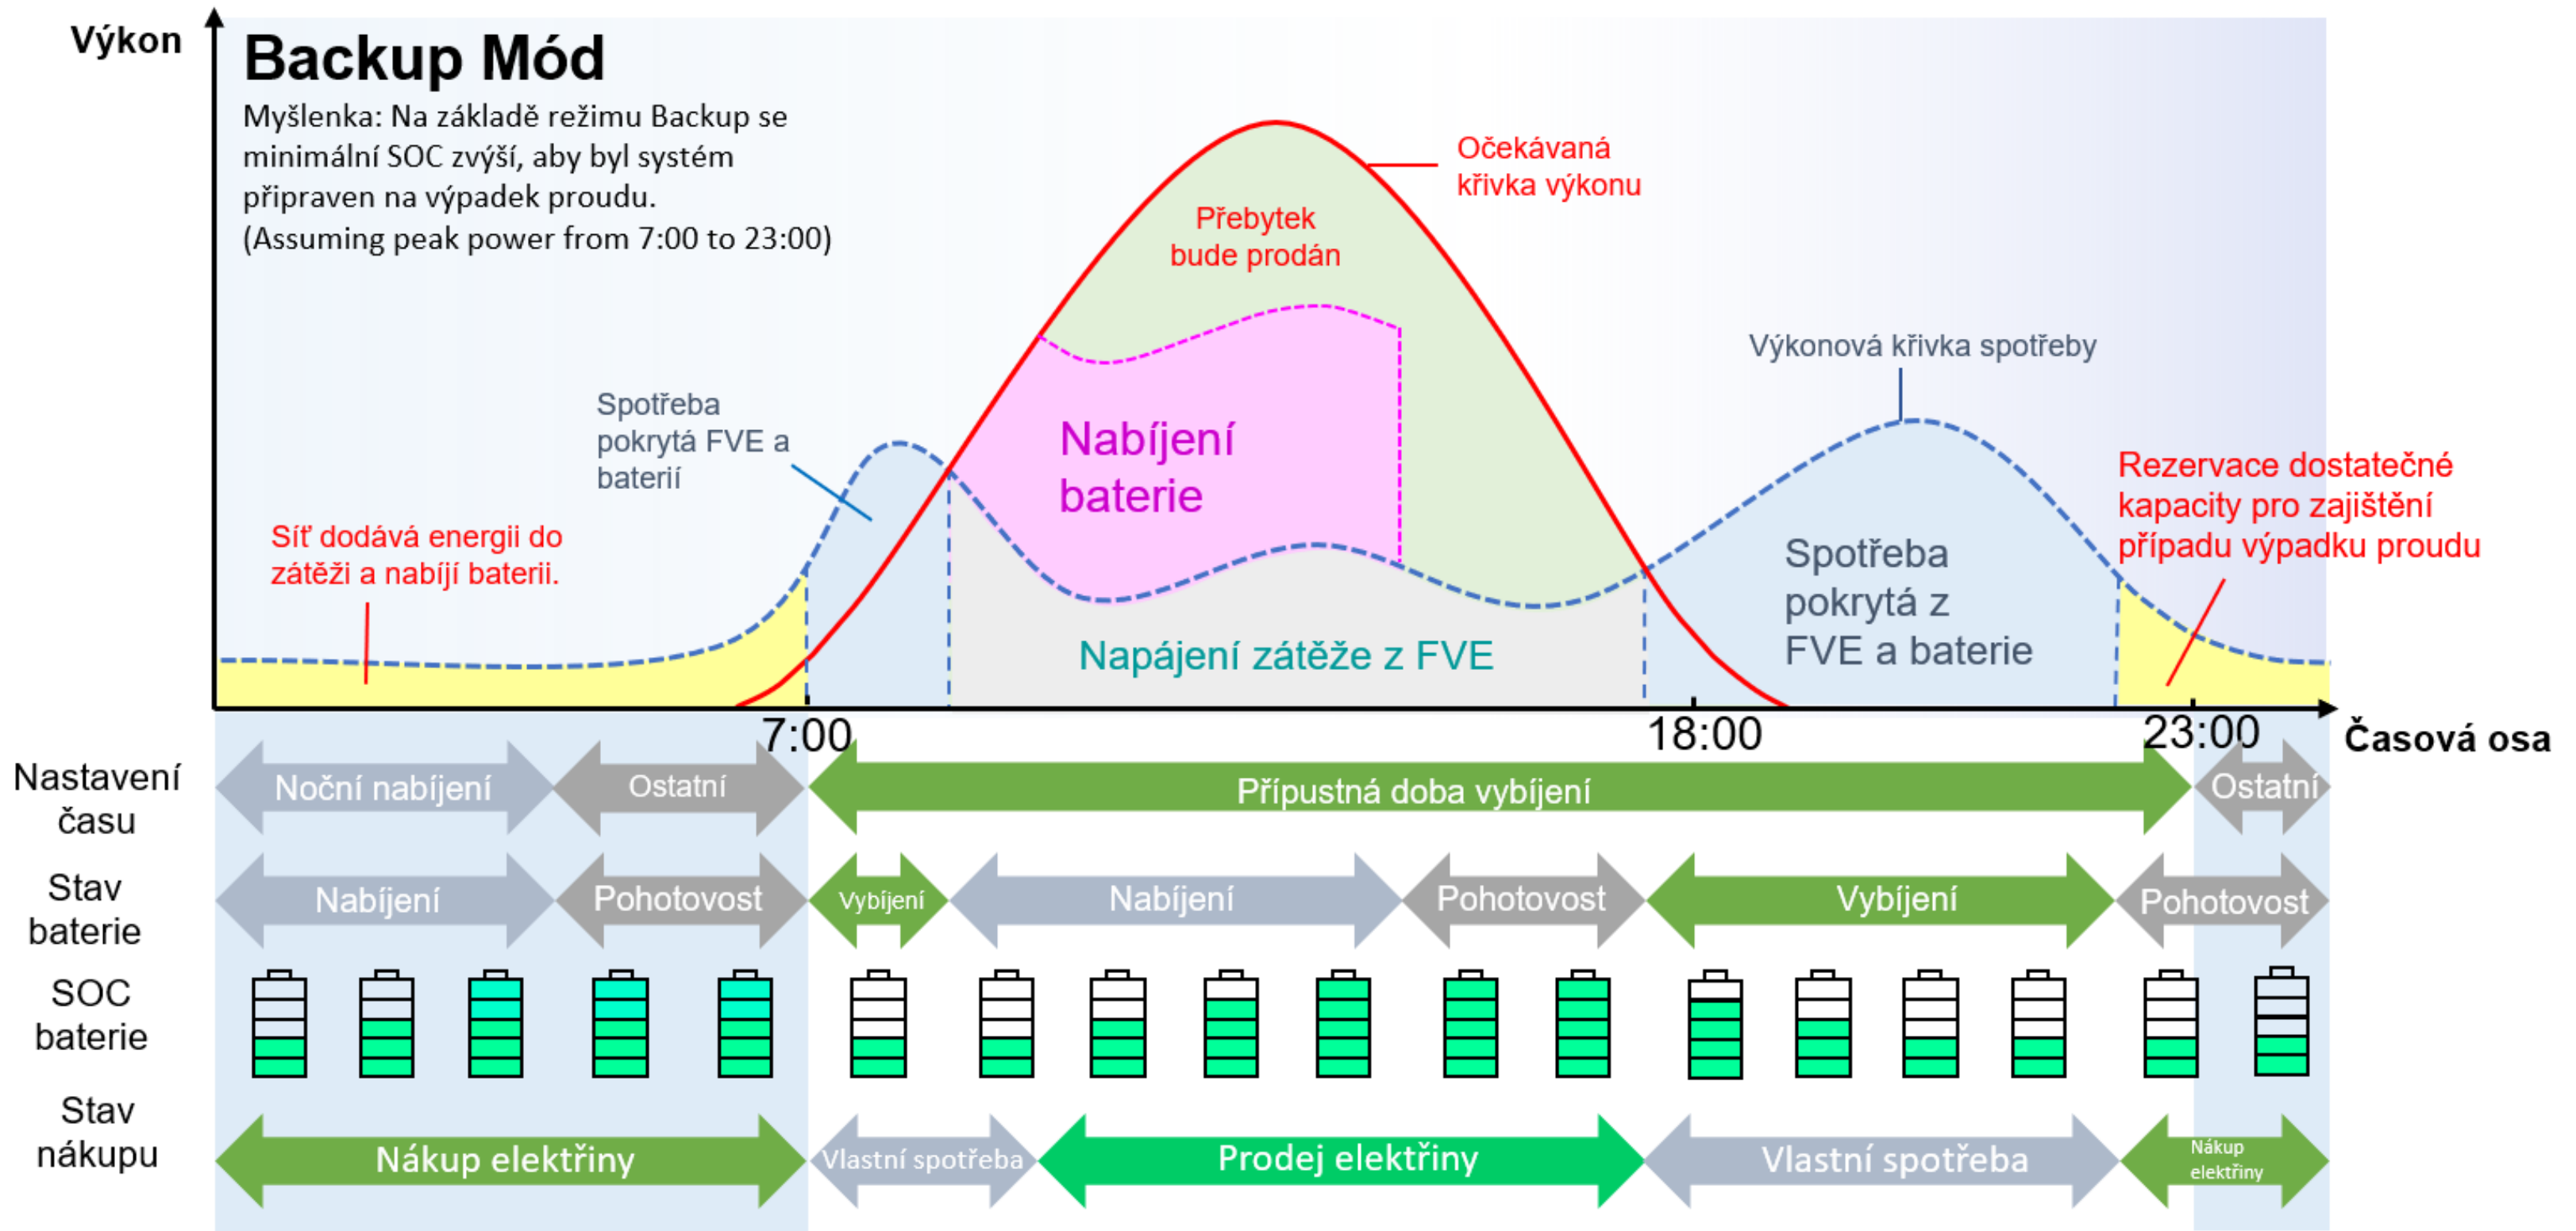 Výkon
Backup Mód
Myšlenka: Na základě režimu Backup se
minimální SOC zvýší, aby byl systém
připraven na výpadek proudu.
(Assuming peak power from 7:00 to 23:00)
Očekávaná
křivka výkonu
Přebytek
bude prodán
Výkonová křivka spotřeby
Spotřeba
pokrytá FVE a
baterií
Nabíjení
baterie
Rezervace dostatečné
kapacity pro zajištění
případu výpadku proudu
Síť dodává energii do
zátěži a nabíjí baterii.
Spotřeba
pokrytá z
FVE a baterie
Napájení zátěže z FVE
7:00
18:00
23:00
Časová osa
Nastavení
času
Noční nabíjení
Ostatní
Přípustná doba vybíjení
Ostatní
Stav
baterie
Nabíjení
Pohotovost
Vybíjení
Nabíjení
Pohotovost
Vybíjení
Pohotovost
SOC
baterie
Stav
nákupu
Nákup elektřiny
Vlastní spotřeba
Prodej elektřiny
Vlastní spotřeba
Nákup
elektřiny